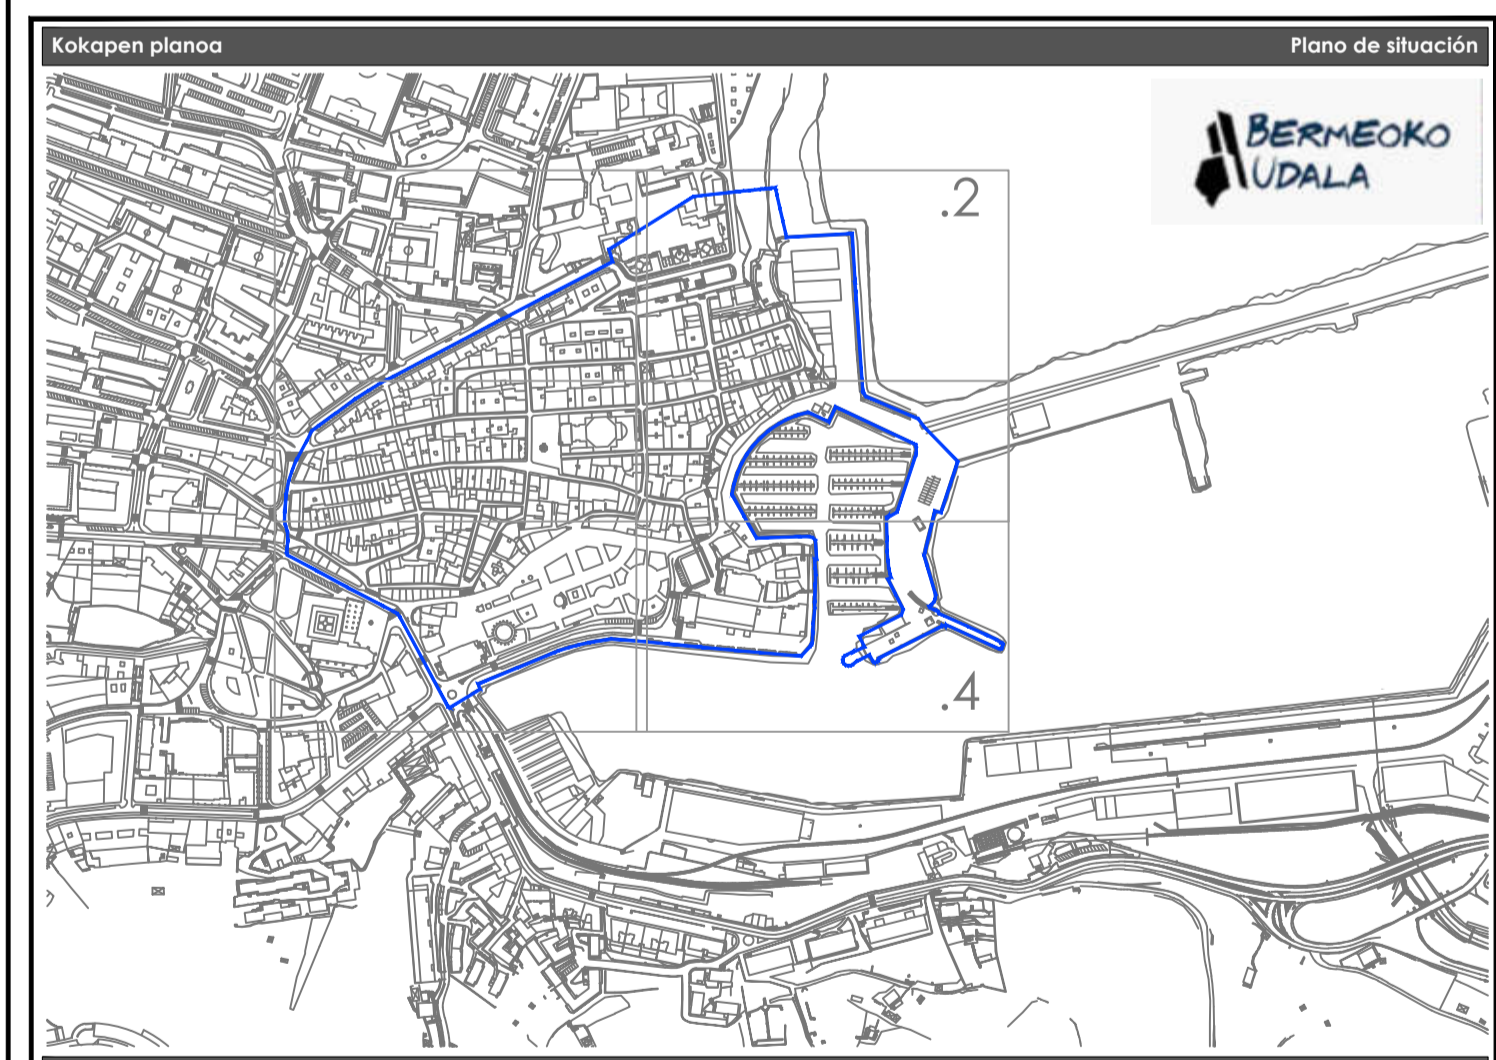 Kokapen planoa
Plano de situación
BERMEOKO
UDALA
.2
.4